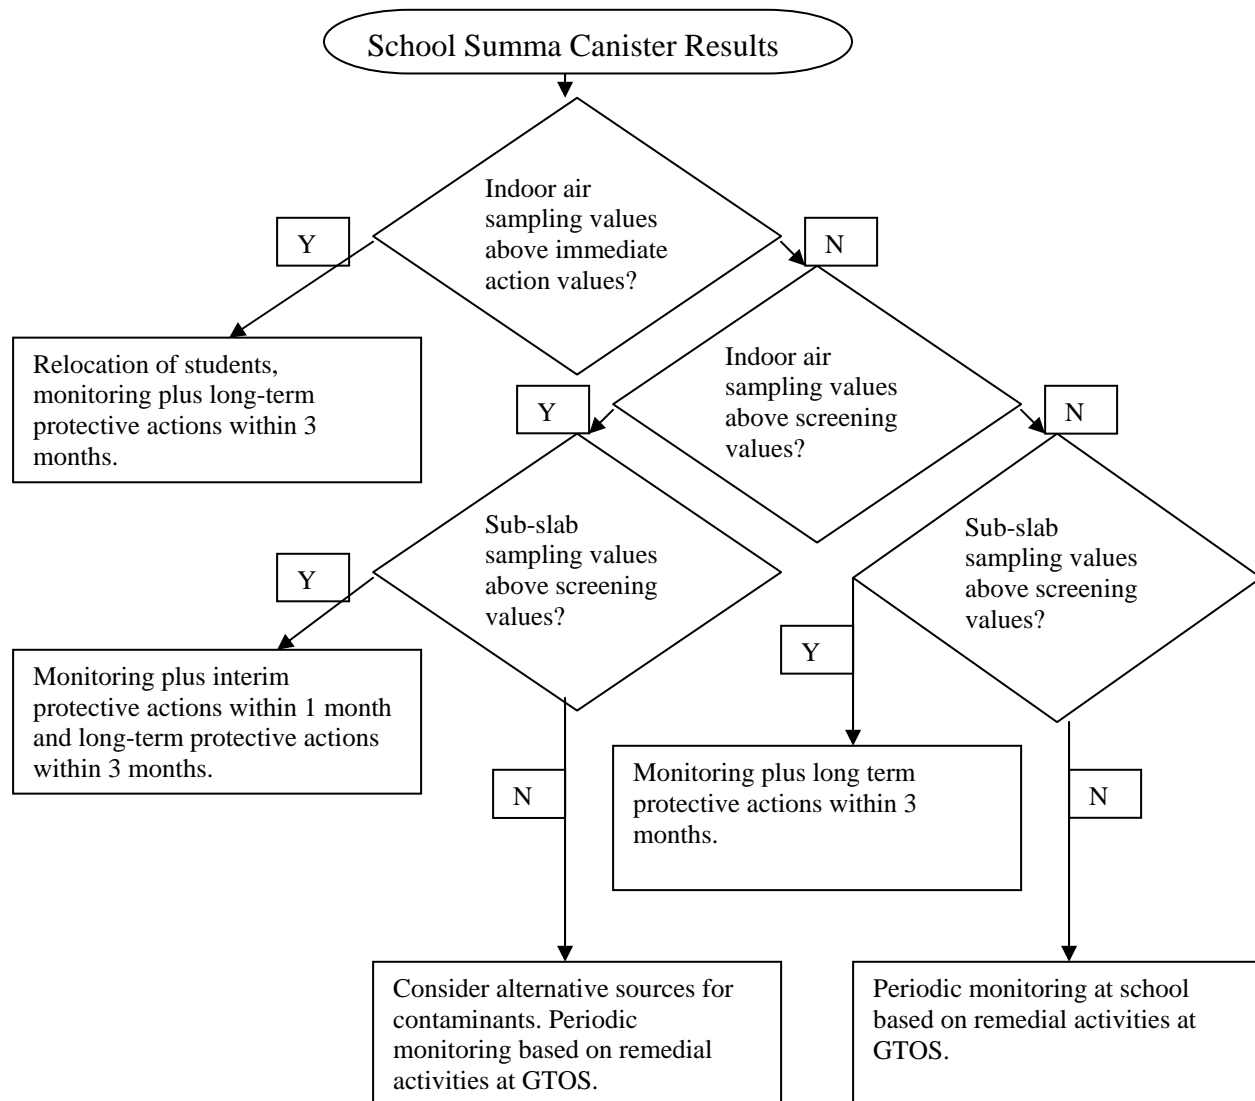 School Summa Canister Results
Indoor air
sampling values
above immediate
action values?
Y
N
Relocation of students,
monitoring plus long-term
protective actions within 3
months.
Indoor air
sampling values
above screening
values?
Y
N
Sub-slab
sampling values
above screening
values?
Sub-slab
sampling values
above screening
values?
Y
Y
Monitoring plus interim
protective actions within 1 month
and long-term protective actions
within 3 months.
N
Monitoring plus long term
protective actions within 3
months.
N
Consider alternative sources for
contaminants. Periodic
monitoring based on remedial
activities at GTOS.
Periodic monitoring at school
based on remedial activities at
GTOS.